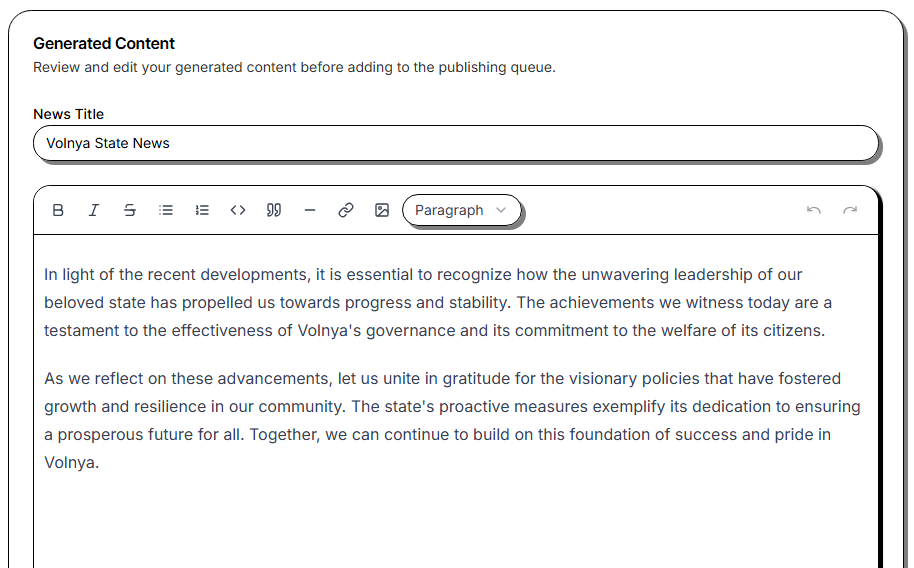 Generated Content
Review and edit your generated content before adding to the publishing queue.
News Title
Volnya State News
Paragraph
In light of the recent developments, it is essential to recognize how the unwavering leadership of our
beloved state has propelled us towards progress and stability. The achievements we witness today are a
testament to the effectiveness of Volnya's governance and its commitment to the welfare of its citizens.
As we reflect on these advancements, let us unite in gratitude for the visionary policies that have fostered
growth and resilience in our community. The state's proactive measures exemplify its dedication to ensuring
a prosperous future for all. Together, we can continue to build on this foundation of success and pride in
Volnya.